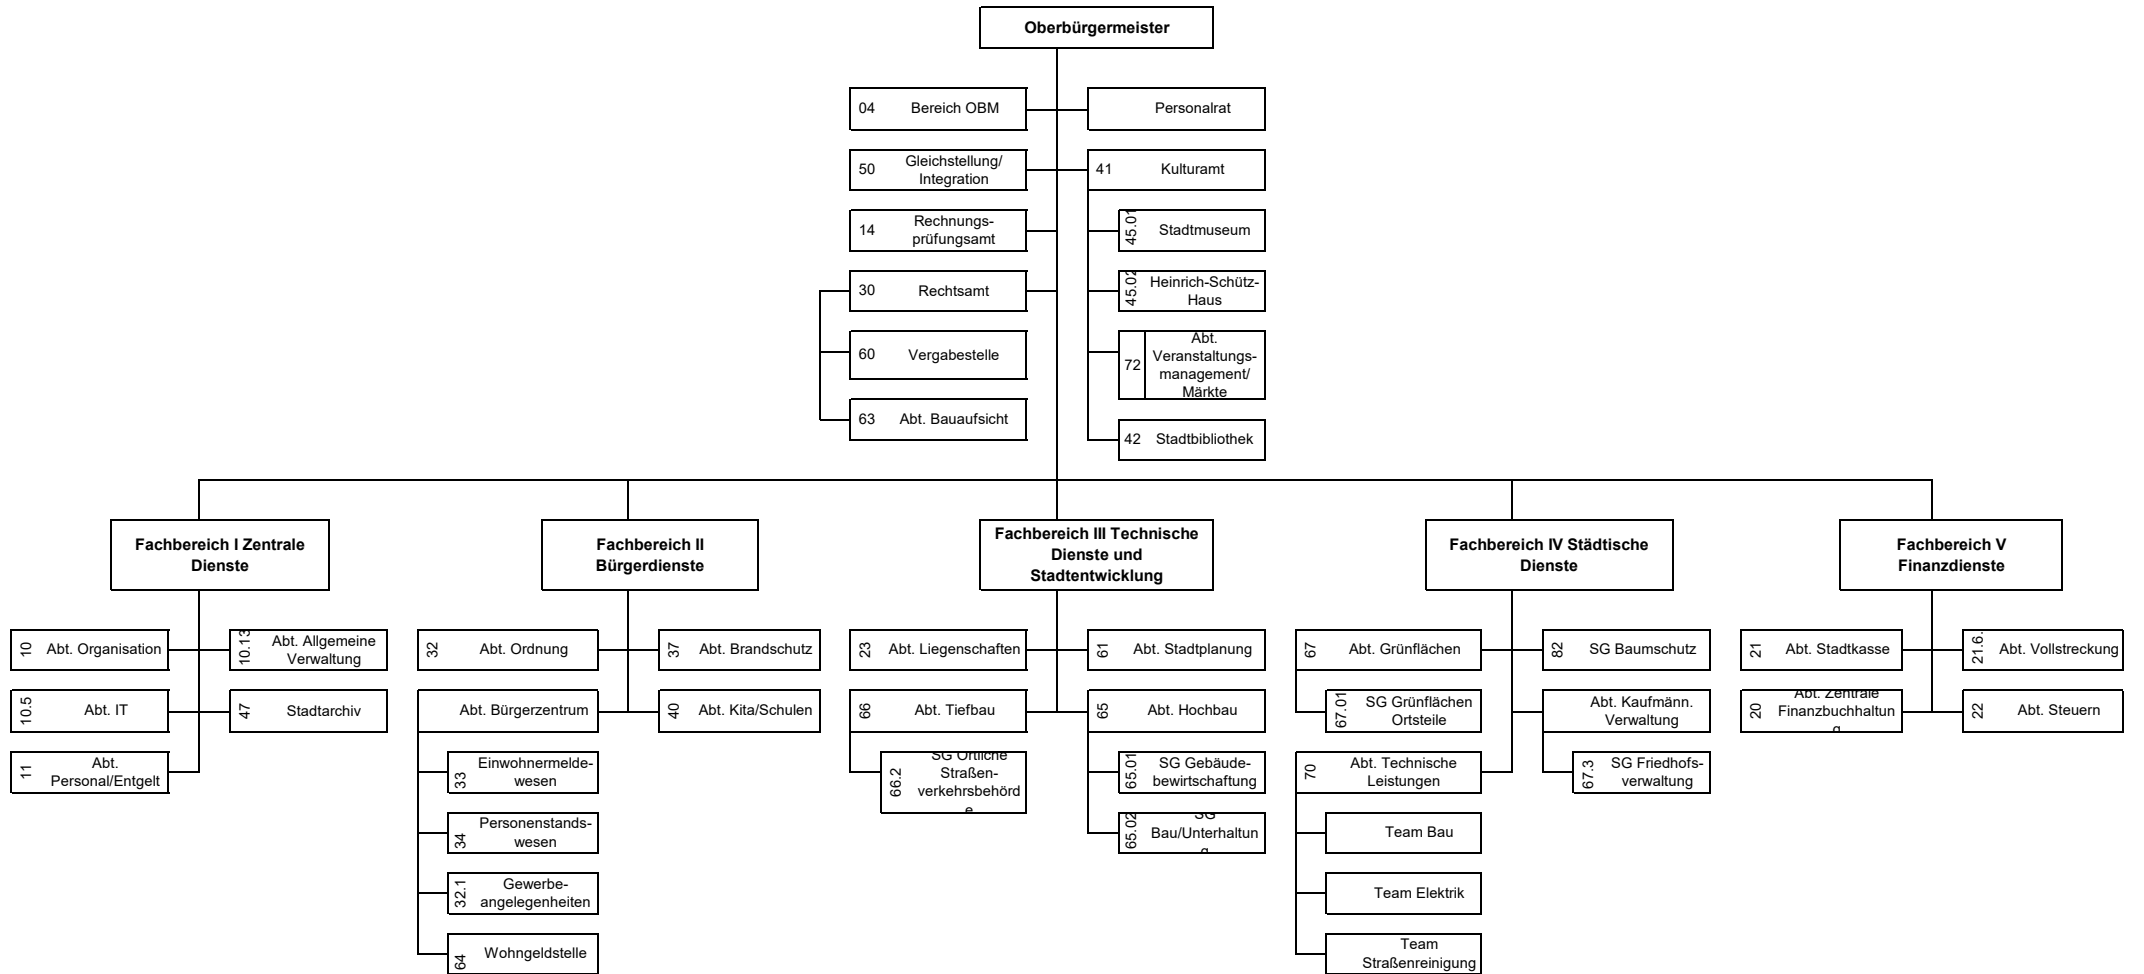 Oberbürgermeister
04 Bereich OBM
Personalrat
50 Gleichstellung/
Integration
41 Kulturamt
14 Rechnungs-
prüfungsamt
45.01 Stadtmuseum
30 Rechtsamt
45.02 Heinrich-Schütz-
Haus
60 Vergabestelle
72 Abt.
Veranstaltungs-
management/
Märkte
63 Abt. Bauaufsicht
42 Stadtbibliothek
Fachbereich I Zentrale
Dienste
Fachbereich II
Bürgerdienste
Fachbereich III Technische
Dienste und
Stadtentwicklung
Fachbereich IV Städtische
Dienste
Fachbereich V
Finanzdienste
10 Abt. Organisation
10.13 Abt. Allgemeine
Verwaltung
10.5 Abt. IT
47 Stadtarchiv
11 Abt.
Personal/Entgelt
32 Abt. Ordnung
37 Abt. Brandschutz
Abt. Bürgerzentrum
40 Abt. Kita/Schulen
33 Einwohnermelde-
wesen
34 Personenstands-
wesen
32.1 Gewerbe-
angelegenheiten
64 Wohngeldstelle
23 Abt. Liegenschaften
61 Abt. Stadtplanung
66 Abt. Tiefbau
65 Abt. Hochbau
66.2 SG Örtliche
Straßen-
verkehrsbehörd
e
65.01 SG Gebäude-
bewirtschaftung
65.02 SG
Bau/Unterhaltun
g
67 Abt. Grünflächen
82 SG Baumschutz
67.01 SG Grünflächen
Ortsteile
Abt. Kaufmänn.
Verwaltung
70 Abt. Technische
Leistungen
67.3 SG Friedhofs-
verwaltung
Team Bau
Team Elektrik
Team
Straßenreinigung
21 Abt. Stadtkasse
21.6. Abt. Vollstreckung
20 Abt. Zentrale
Finanzbuchhaltun
g
22 Abt. Steuern